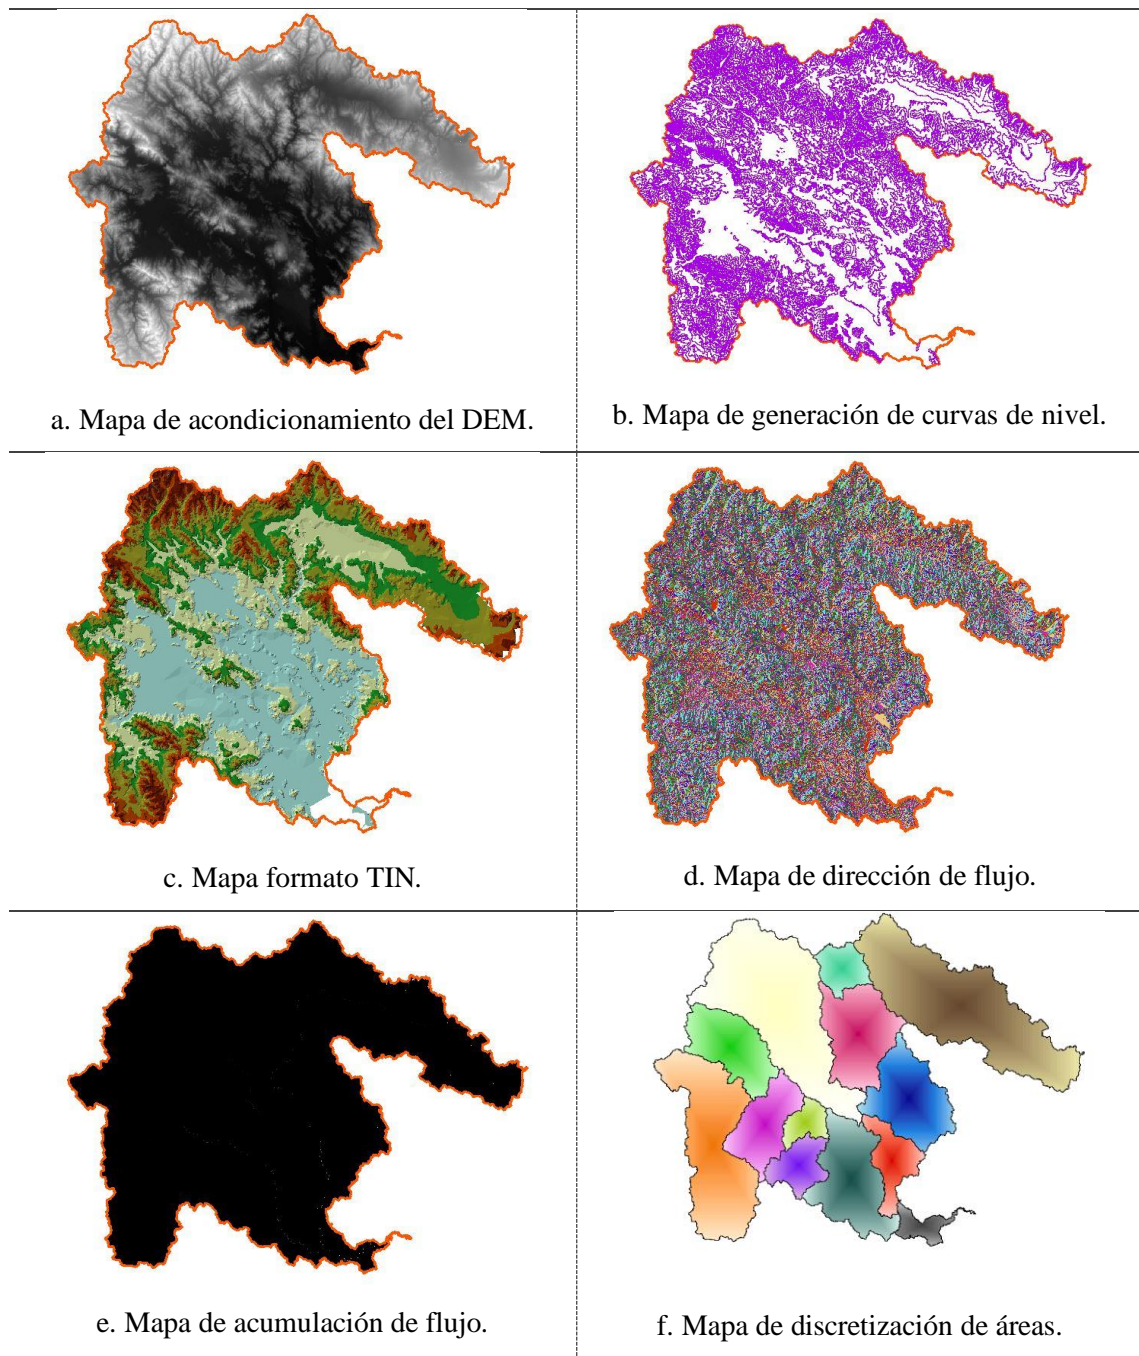 a. Mapa de acondicionamiento del DEM.
b. Mapa de generación de curvas de nivel.
c. Mapa formato TIN.
d. Mapa de dirección de flujo.
e. Mapa de acumulación de flujo.
f. Mapa de discretización de áreas.